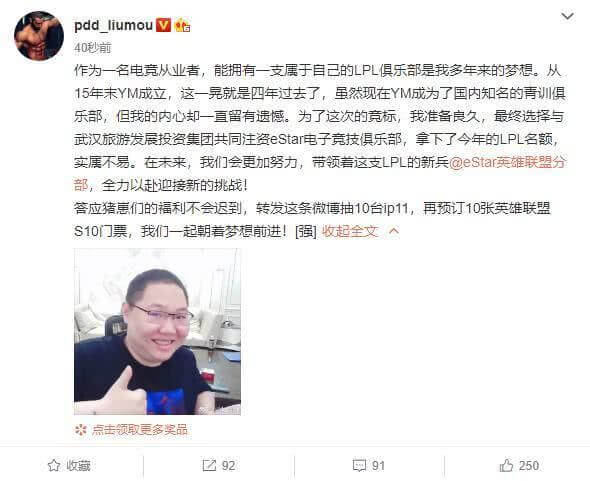 pdd_liumou
40秒前
作为一名电竞从业者，能拥有一支属于自己的LPL俱乐部是我多年来的梦想。从
15年末YM成立，这一晃就是四年过去了，虽然现在YM成为了国内知名的青训俱
乐部，但我的内心却一直留有遗憾。为了这次的竞标，我准备良久，最终选择与
武汉旅游发展投资集团共同注资eStar电子竞技俱乐部，拿下了今年的LPL名额，
实属不易。在未来，我们会更加努力，带领着这支LPL的新兵@eStar英雄联盟分
部，全力以赴迎接新的挑战！
答应猪崽们的福利不会迟到，转发这条微博抽10台ip11，再预订10张英雄联盟
S10门票，我们一起朝着梦想前进！[强] 收起全文
点击领取更多奖品
收藏
92
91
250